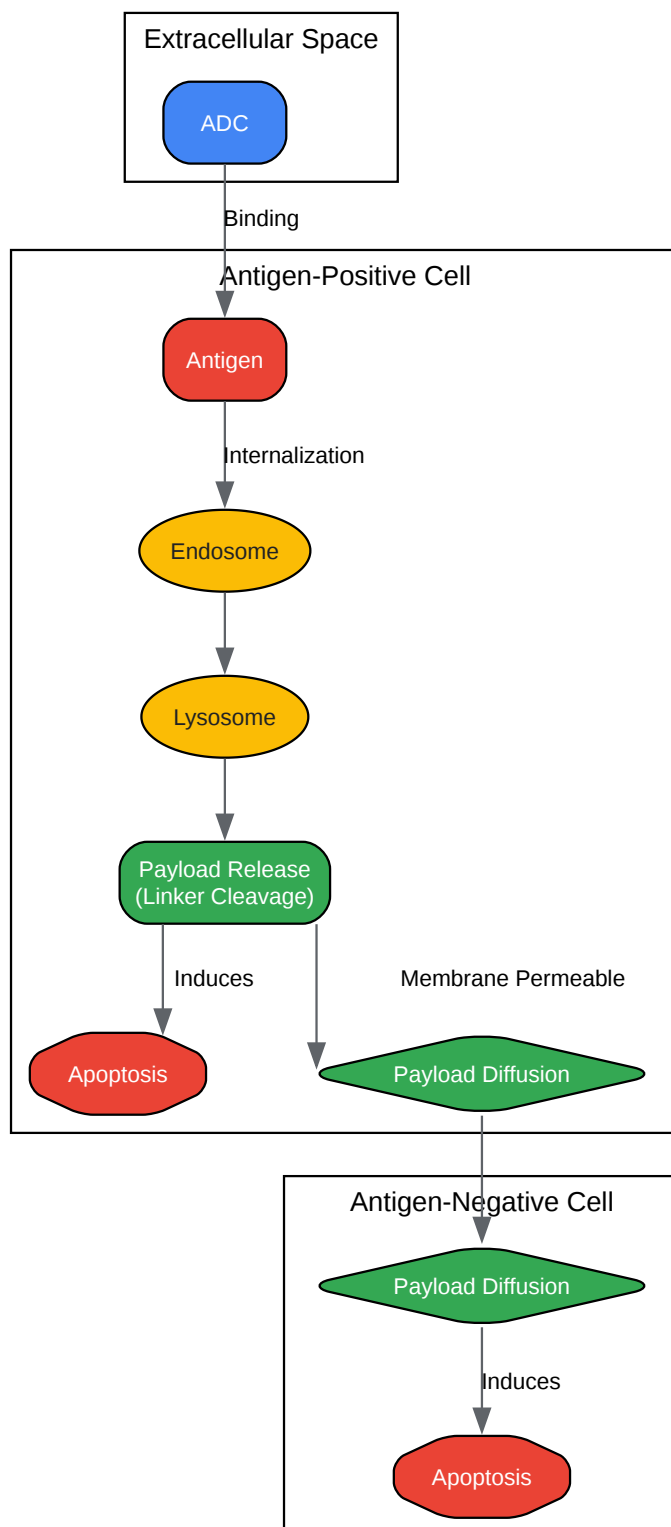 Extracellular Space
ADC
Binding
Antigen-Positive Cell
Antigen
Internalization
Endosome
Lysosome
Payload Release
(Linker Cleavage)
Induces
Membrane Permeable
Apoptosis
Payload Diffusion
Antigen-Negative Cell
Payload Diffusion
Induces
Apoptosis